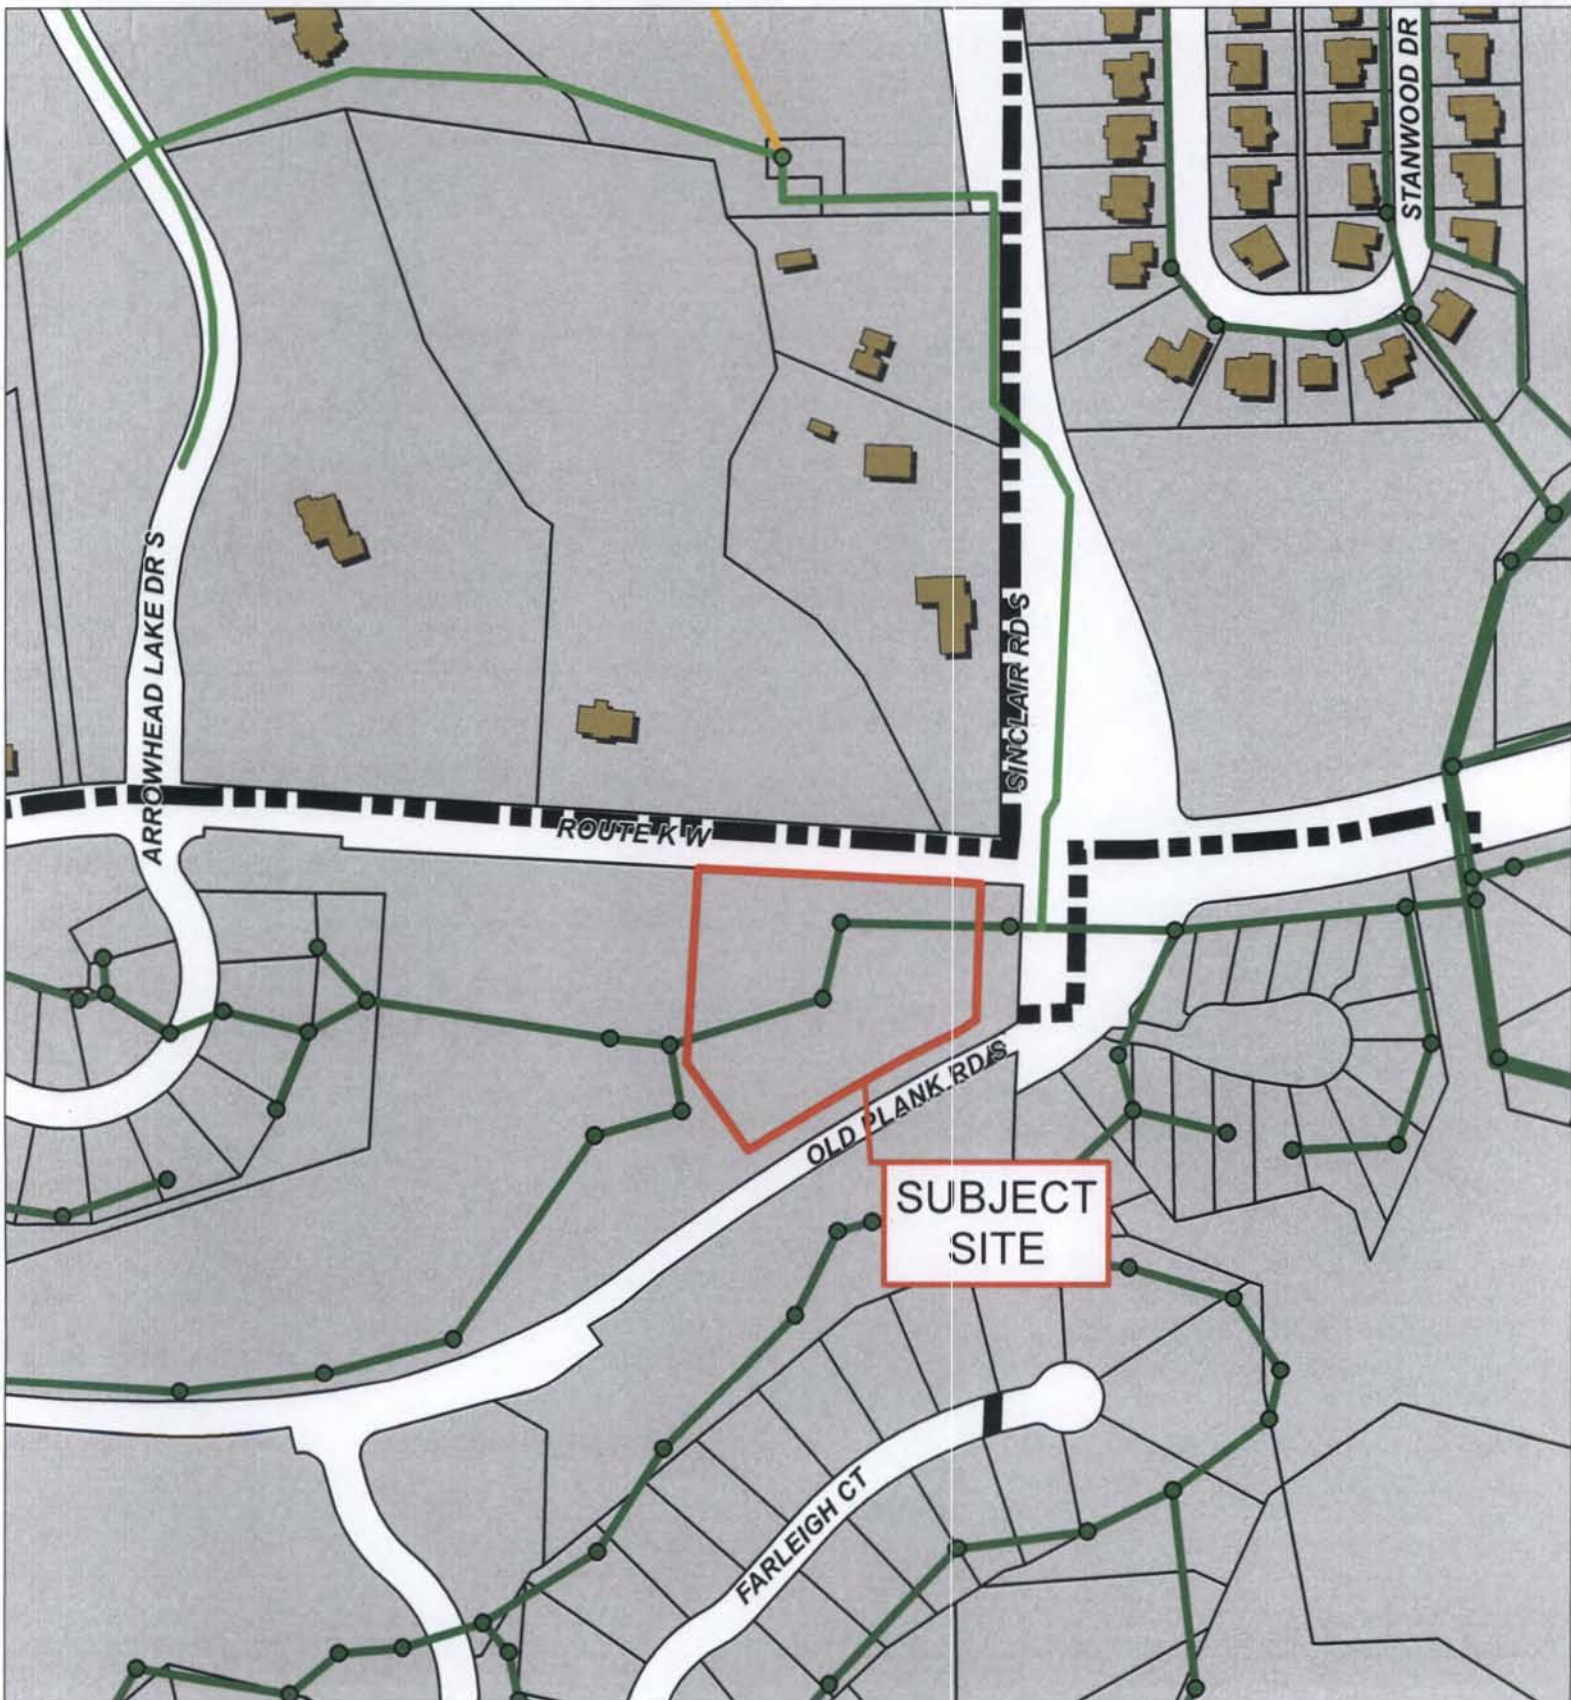 STANWOOD DR
ARROWHEAD LAKE DR S
SINCLAIR RD S
ROUTE K W
OLD PLANK RD S
SUBJECT
SITE
FARLEIGH CT